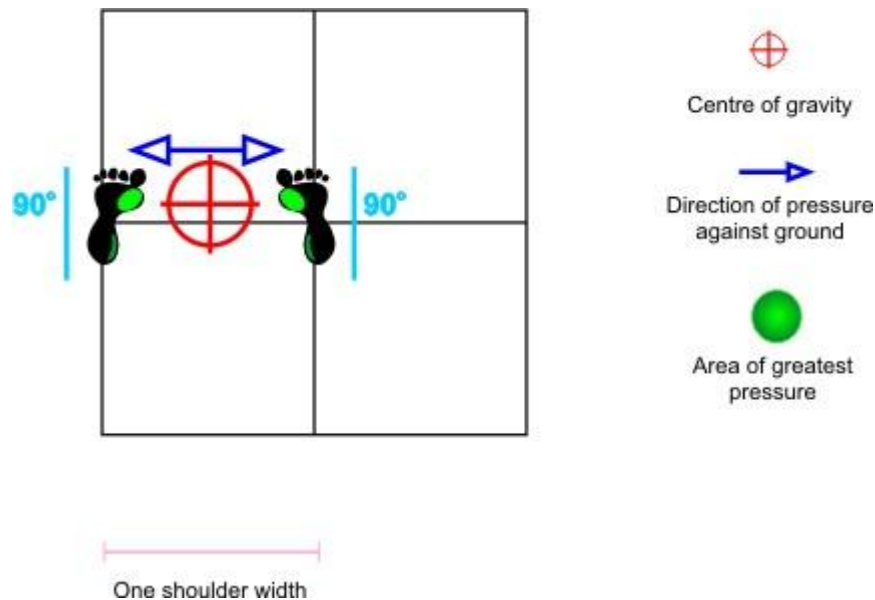 Centre of gravity
90°
90°
Direction of pressure
against ground
Area of greatest
pressure
One shoulder width